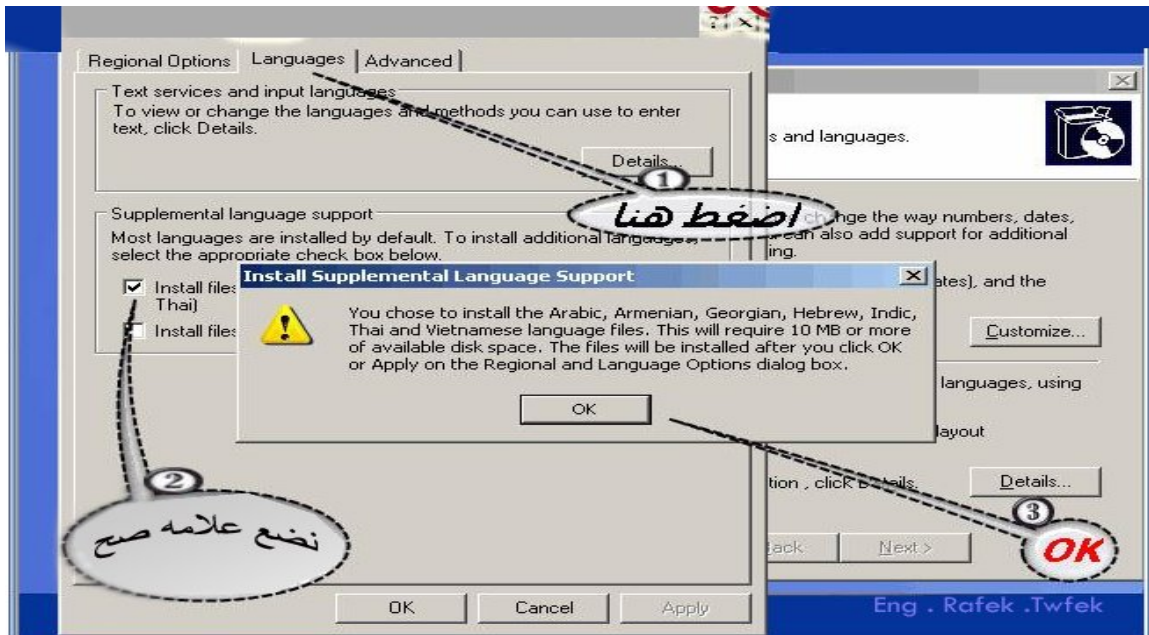 Regional Options
Languages
Advanced
Text services and input languages
To view or change the languages and methods you can use to enter
text, click Details.
Details...
1
اضغط هنا
Supplemental language support
Most languages are installed by default. To install additional languages,
select the appropriate check box below.
Install files
Thai)
Install files
2
نضع علامه صح
Install Supplemental Language Support
You chose to install the Arabic, Armenian, Georgian, Hebrew, Indic,
Thai and Vietnamese language files. This will require 10 MB or more
of available disk space. The files will be installed after you click OK
or Apply on the Regional and Language Options dialog box.
OK
OK
Cancel
Apply
s and languages.
nge the way numbers, dates,
can also add support for additional
ing.
ates), and the
Customize...
languages, using
layout
tion , click Details.
Details...
3
OK
Back
Next >
Eng . Rafek .Twfek